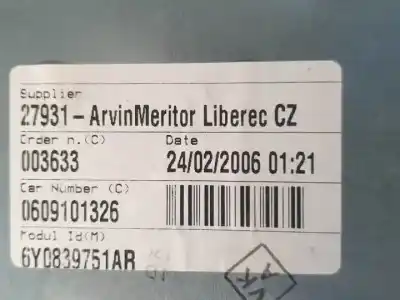 Supplier
27931-ArvinMeritor Liberec CZ
Order n.(C) Date
003633 24/02/2006 01:21
Car Number (C)
0609101326
Modul Id(M)
6Y0839751AR